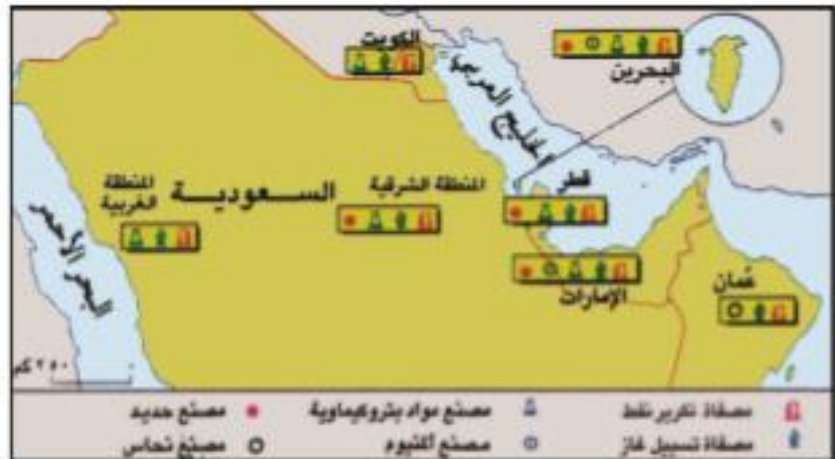 الكويت
البحرين
الخليج العربي
قطر
المنطقة الشرقية
السعودية
المنطقة
الغربية
البحر الأحمر
الإمارات
عُمان
٢٥٠ كم
مصفاة تكرير نفط
مصنع مواد بتروكيماوية
مصنع حديد
مصفاة تسييل غاز
مصنع ألمنيوم
مصنع نحاس